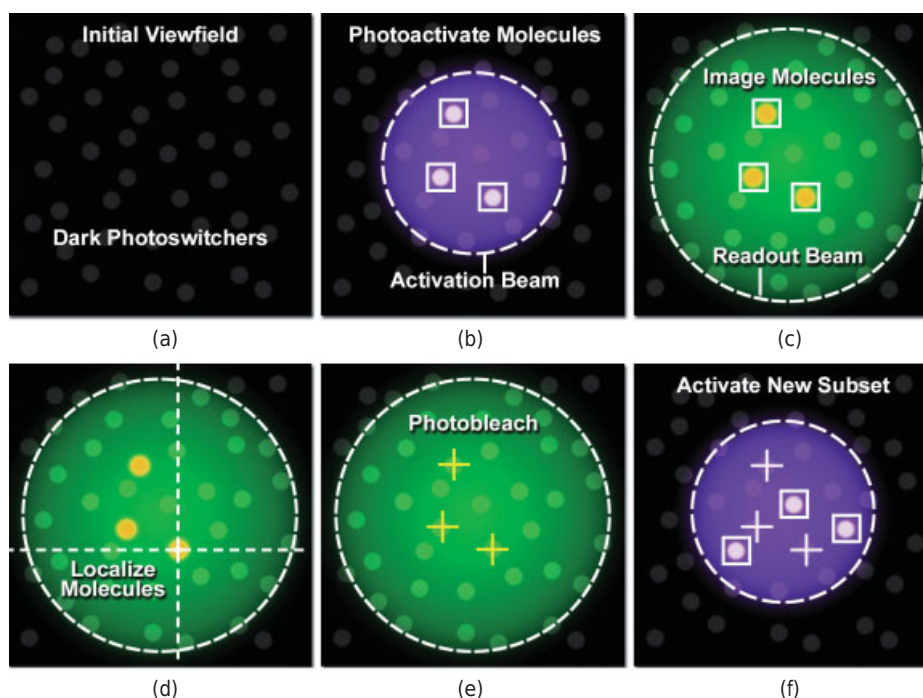 Initial Viewfield
Dark Photoswitchers
(a)
Photoactivate Molecules
Activation Beam
(b)
Image Molecules
Readout Beam
(c)
Localize
Molecules
(d)
Photobleach
(e)
Activate New Subset
(f)